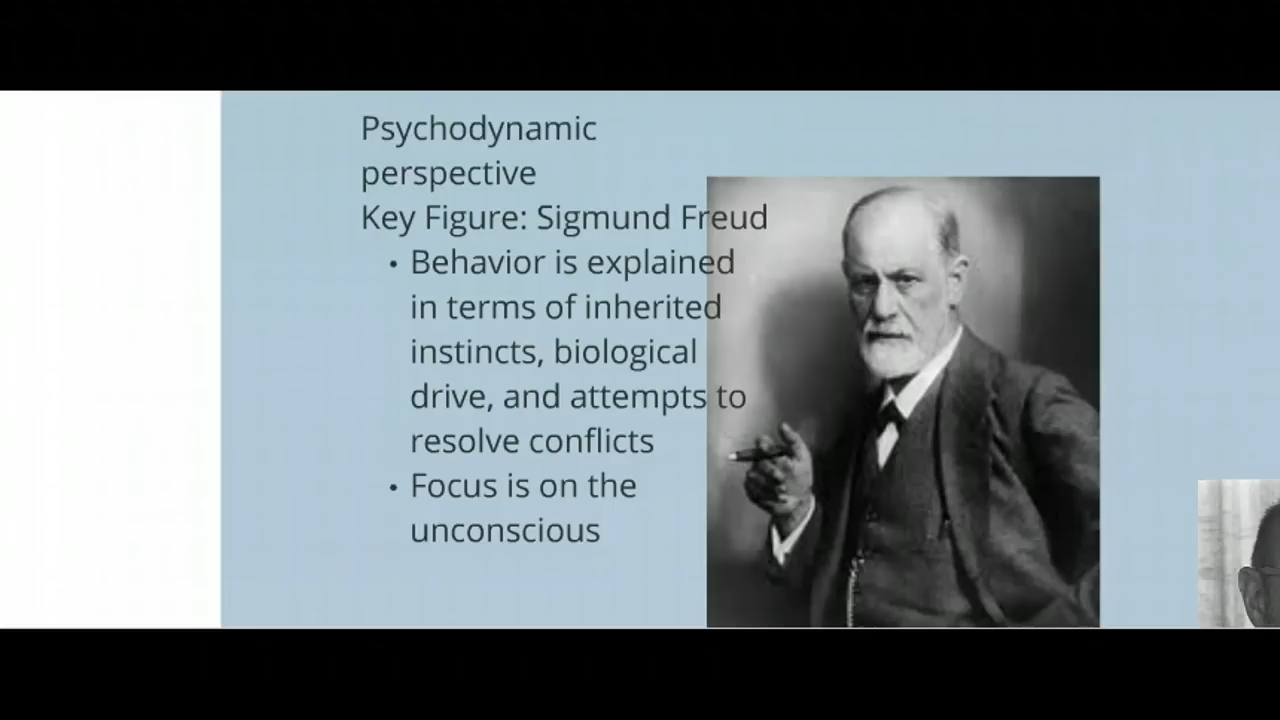 Psychodynamic
perspective
Key Figure: Sigmund Freud
• Behavior is explained
in terms of inherited
instincts, biological
drive, and attempts to
resolve conflicts
• Focus is on the
unconscious